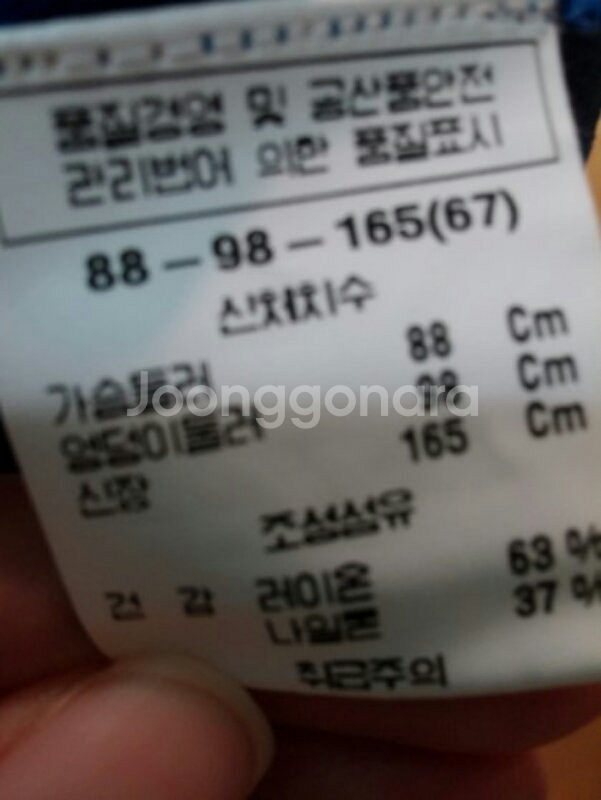 품질경영 및 공산품안전
관리법어 의한 품질표시
88 – 98 – 165(67)
신체치수
가슴둘러 88 Cm
엉덩이둘러 98 Cm
신장 165 Cm
조성섬유
겉 감 레이온 63 %
나일론 37 %
취급주의
Joonggonara